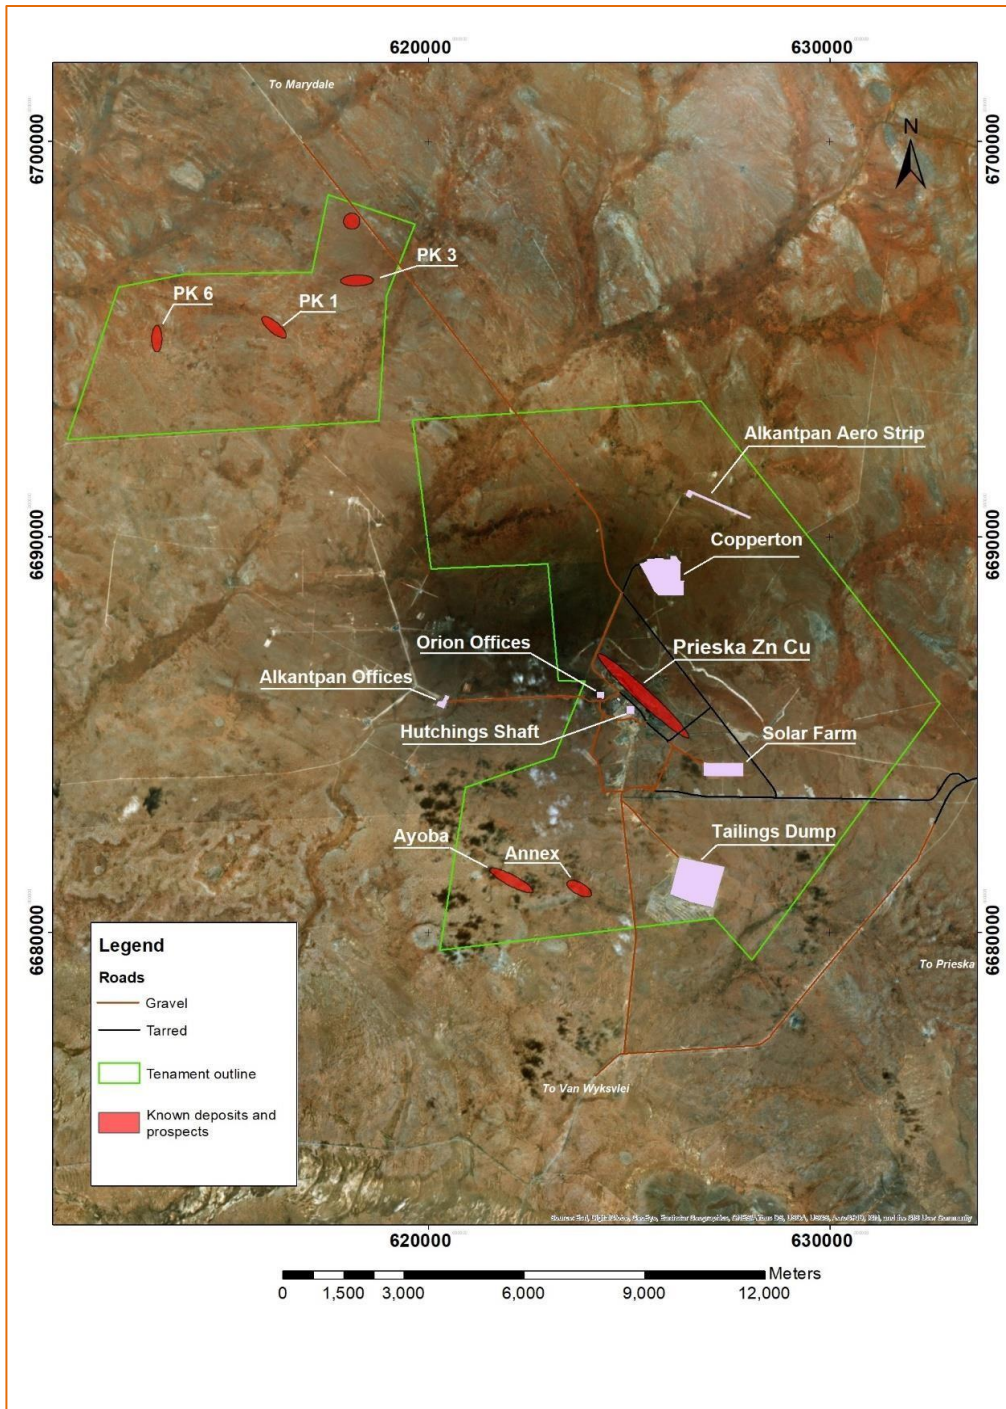 620000
630000
To Marydale
6700000
6700000
N
PK 3
PK 6
PK 1
Alkantpan Aero Strip
6690000
6690000
Copperton
Orion Offices
Prieska Zn Cu
Alkantpan Offices
Hutchings Shaft
Solar Farm
Ayoba
Annex
Tailings Dump
6680000
6680000
To Prieska
Legend
Roads
Gravel
Tarred
Tenament outline
Known deposits and
prospects
To Van Wyksvlei
620000
630000
Meters
0
1,500
3,000
6,000
9,000
12,000